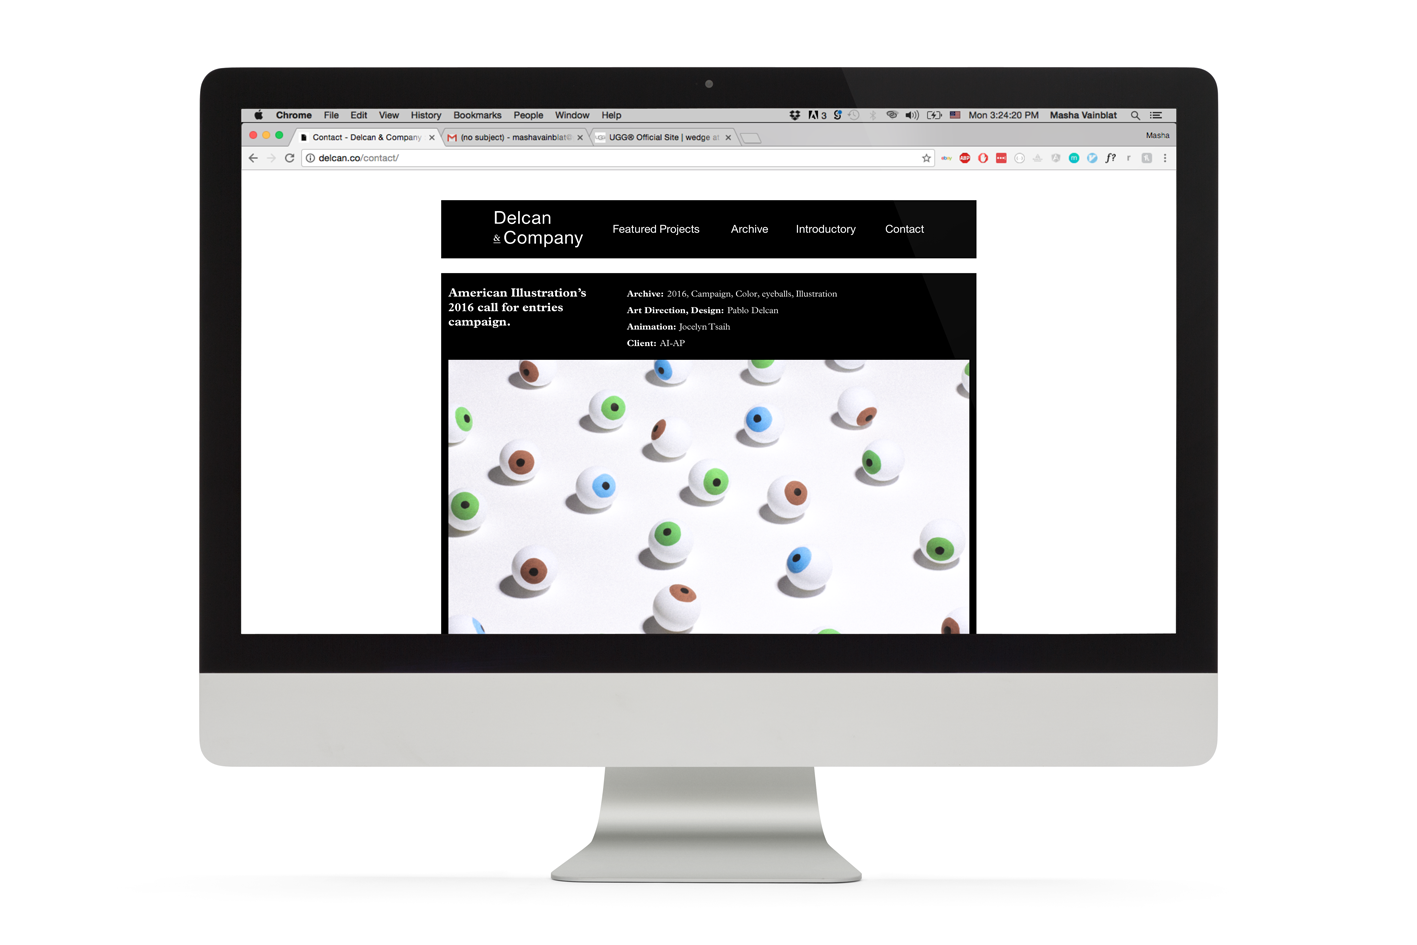 Chrome File Edit View History Bookmarks People Window Help 3 Mon 3:24:20 PM Masha Vainblat
Contact - Delcan & Company (no subject) - mashavainblat@ UGG® Official Site | wedge at Masha
delcan.co/contact/ ebay ABP m f? r
Delcan
& Company
Featured Projects Archive Introductory Contact
American Illustration's
2016 call for entries
campaign.
Archive: 2016, Campaign, Color, eyeballs, Illustration
Art Direction, Design: Pablo Delcan
Animation: Jocelyn Tsaih
Client: AI-AP